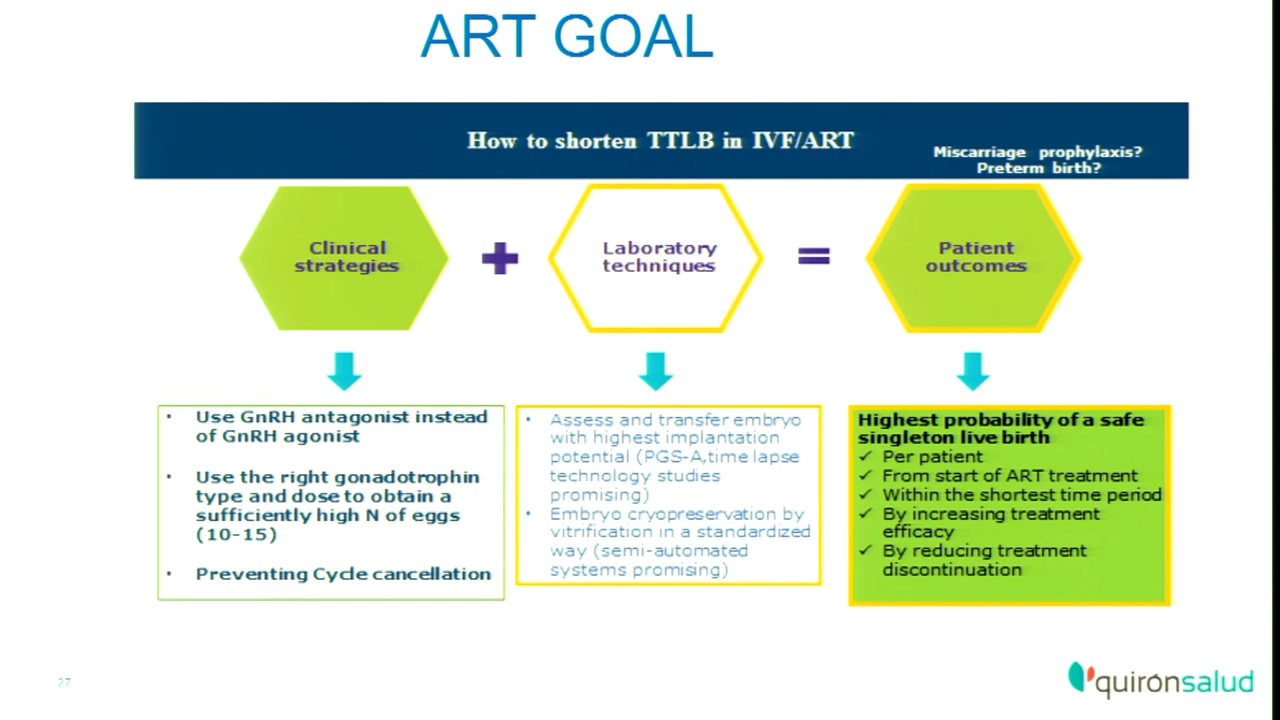 ART GOAL
How to shorten TTLB in IVF/ART
Miscarriage prophylaxis?
Preterm birth?
Clinical
strategies
Laboratory
techniques
Patient
outcomes
• Use GnRH antagonist instead
of GnRH agonist
• Use the right gonadotrophin
type and dose to obtain a
sufficiently high N of eggs
(10-15)
• Preventing Cycle cancellation
• Assess and transfer embryo
with highest implantation
potential (PGS-A,time lapse
technology studies
promising)
• Embryo cryopreservation by
vitrification in a standardized
way (semi-automated
systems promising)
Highest probability of a safe
singleton live birth
✓ Per patient
✓ From start of ART treatment
✓ Within the shortest time period
✓ By increasing treatment
efficacy
✓ By reducing treatment
discontinuation
27
quirónsalud